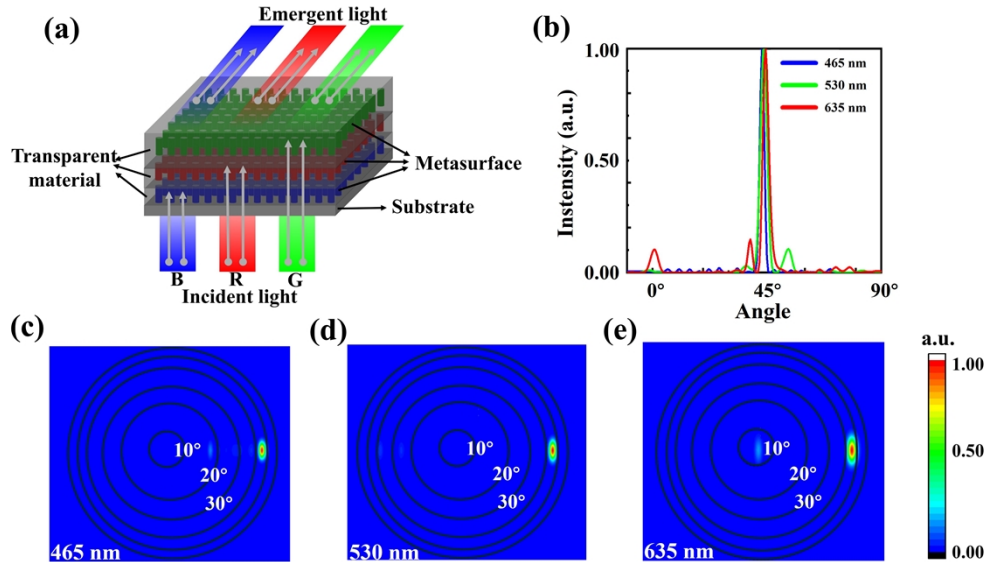 (a)
Emergent light
Transparent
material
Metasurface
Substrate
B R G
Incident light
(b)
1.00
0.50
0.00
Instensity (a.u.)
465 nm
530 nm
635 nm
0° 45° 90°
Angle
(c)
10°
20°
30°
465 nm
(d)
10°
20°
30°
530 nm
(e)
10°
20°
30°
635 nm
a.u.
1.00
0.50
0.00